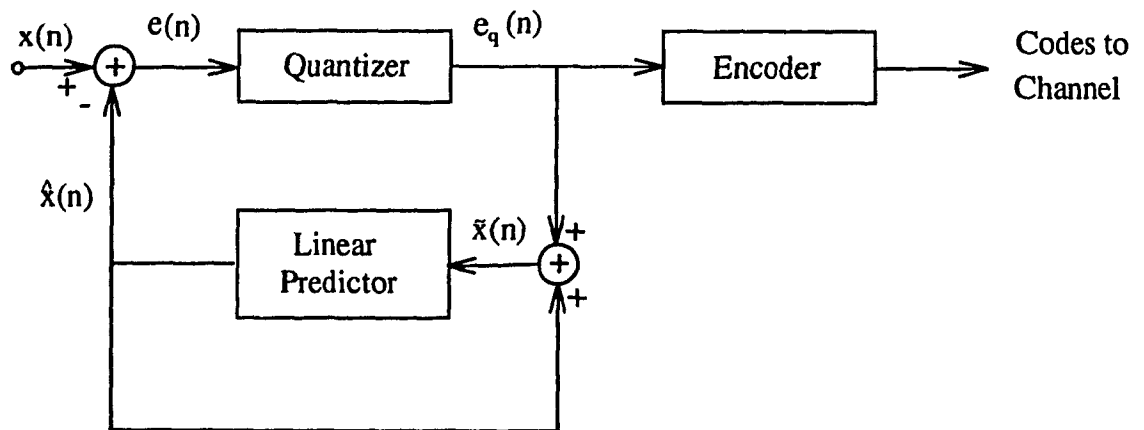 x(n)
e(n)
Quantizer
e_q(n)
Encoder
Codes to
Channel
+
+
-
x̂(n)
Linear
Predictor
x̃(n)
+
+
+